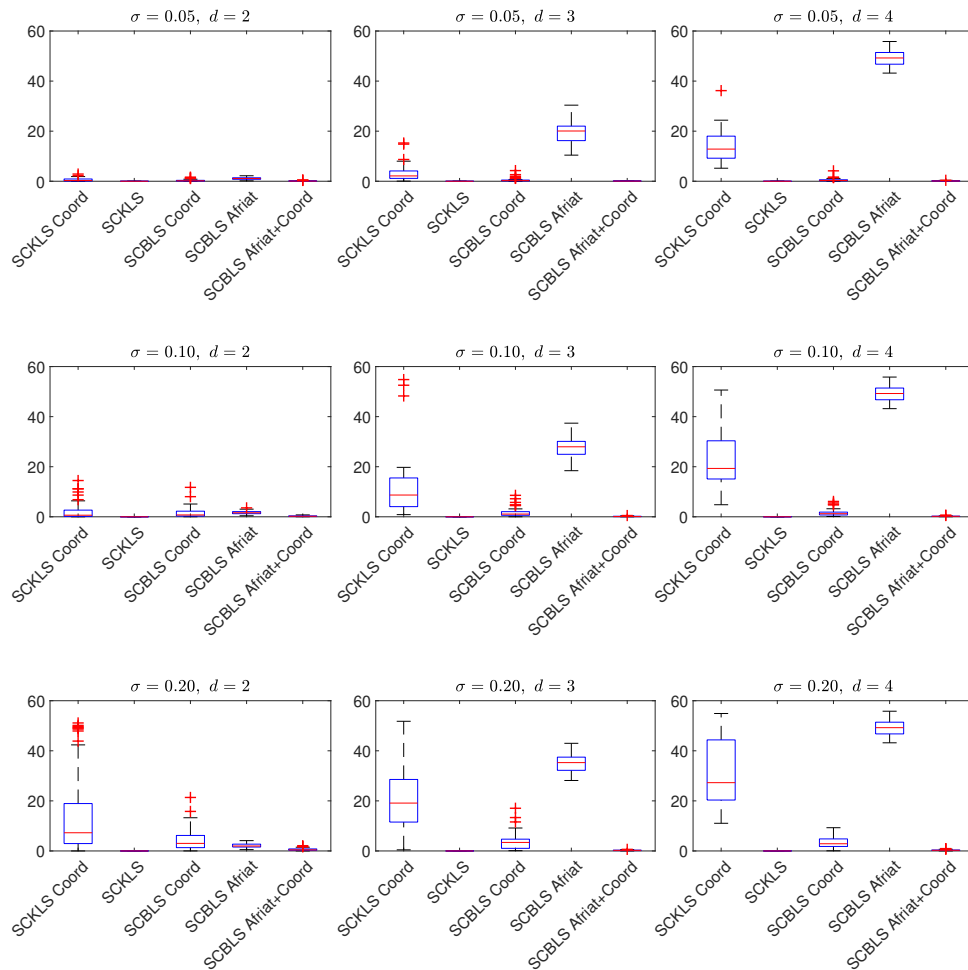 σ = 0.05, d = 2
60
40
20
0
SCKLS Coord
SCKLS
SCBLS Coord
SCBLS Afriat
SCBLS Afriat+Coord
σ = 0.05, d = 3
60
40
20
0
SCKLS Coord
SCKLS
SCBLS Coord
SCBLS Afriat
SCBLS Afriat+Coord
σ = 0.05, d = 4
60
40
20
0
SCKLS Coord
SCKLS
SCBLS Coord
SCBLS Afriat
SCBLS Afriat+Coord
σ = 0.10, d = 2
60
40
20
0
SCKLS Coord
SCKLS
SCBLS Coord
SCBLS Afriat
SCBLS Afriat+Coord
σ = 0.10, d = 3
60
40
20
0
SCKLS Coord
SCKLS
SCBLS Coord
SCBLS Afriat
SCBLS Afriat+Coord
σ = 0.10, d = 4
60
40
20
0
SCKLS Coord
SCKLS
SCBLS Coord
SCBLS Afriat
SCBLS Afriat+Coord
σ = 0.20, d = 2
60
40
20
0
SCKLS Coord
SCKLS
SCBLS Coord
SCBLS Afriat
SCBLS Afriat+Coord
σ = 0.20, d = 3
60
40
20
0
SCKLS Coord
SCKLS
SCBLS Coord
SCBLS Afriat
SCBLS Afriat+Coord
σ = 0.20, d = 4
60
40
20
0
SCKLS Coord
SCKLS
SCBLS Coord
SCBLS Afriat
SCBLS Afriat+Coord